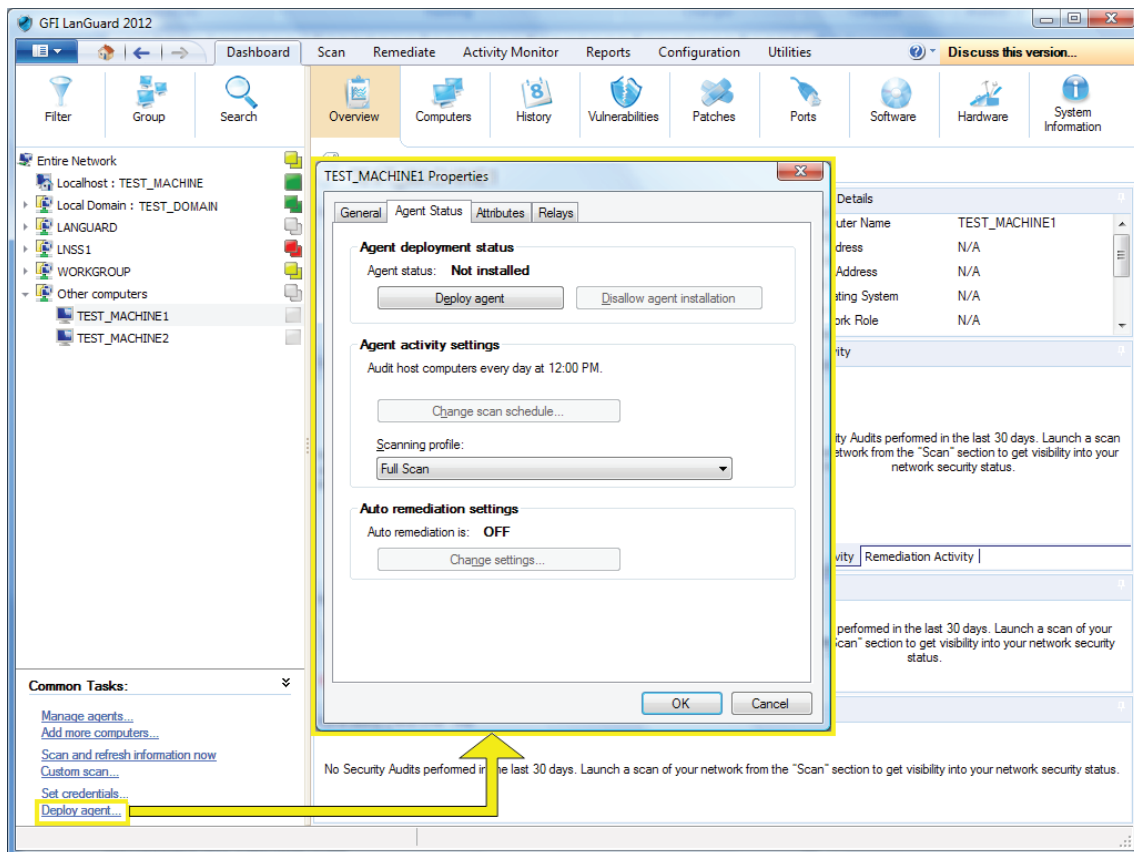 GFI LanGuard 2012
Dashboard Scan Remediate Activity Monitor Reports Configuration Utilities Discuss this version...
Filter Group Search Overview Computers History Vulnerabilities Patches Ports Software Hardware System Information
Entire Network
Localhost : TEST_MACHINE
Local Domain : TEST_DOMAIN
LANGUARD
LNSS1
WORKGROUP
Other computers
TEST_MACHINE1
TEST_MACHINE2
Common Tasks:
Manage agents...
Add more computers...
Scan and refresh information now
Custom scan...
Set credentials...
Deploy agent...
TEST_MACHINE1 Properties
General Agent Status Attributes Relays
Agent deployment status
Agent status: Not installed
Deploy agent Disallow agent installation
Agent activity settings
Audit host computers every day at 12:00 PM.
Change scan schedule...
Scanning profile:
Full Scan
Auto remediation settings
Auto remediation is: OFF
Change settings...
OK Cancel
Details
uter Name TEST_MACHINE1
dress N/A
Address N/A
ating System N/A
ork Role N/A
vity
ity Audits performed in the last 30 days. Launch a scan
etwork from the "Scan" section to get visibility into your
network security status.
vity Remediation Activity
performed in the last 30 days. Launch a scan of your
Scan" section to get visibility into your network security
status.
No Security Audits performed in the last 30 days. Launch a scan of your network from the "Scan" section to get visibility into your network security status.